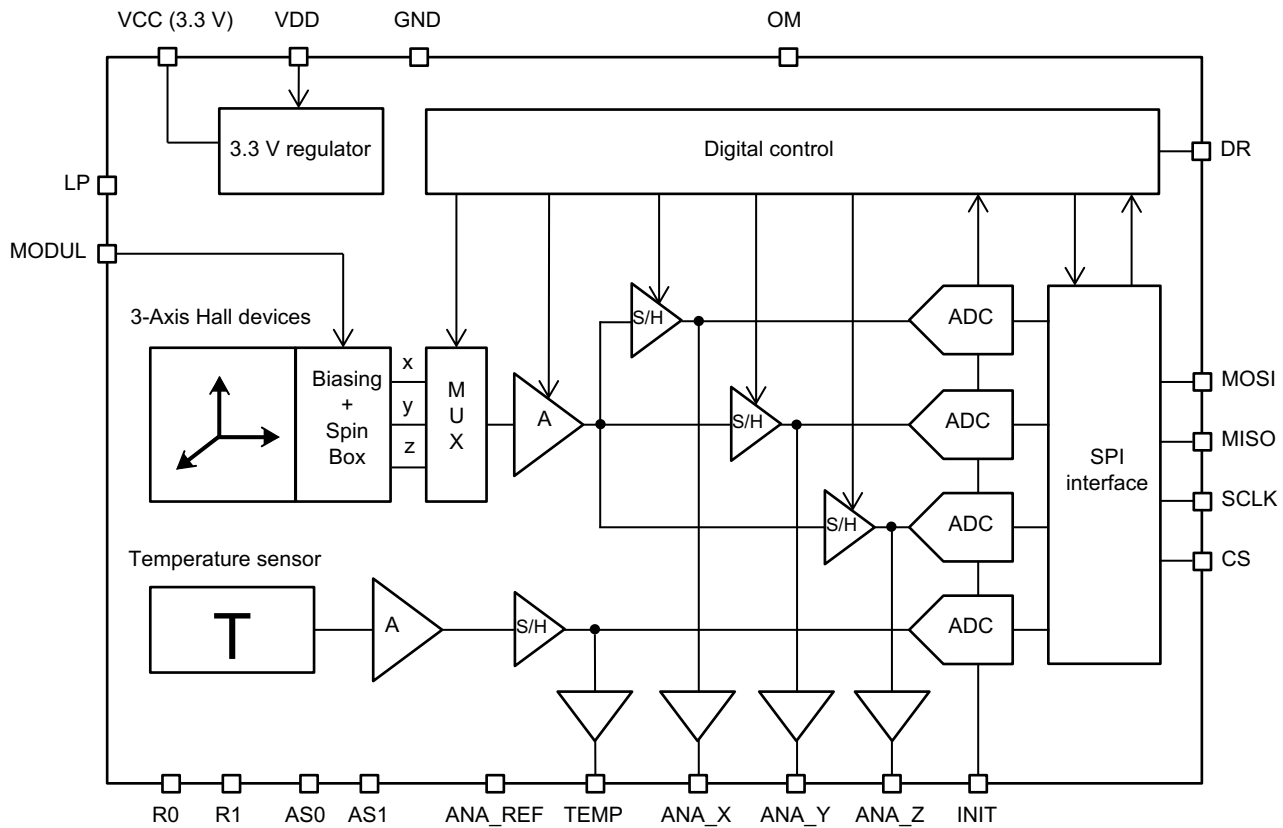 VCC (3.3 V) VDD GND OM
3.3 V regulator
Digital control
DR
LP
MODUL
3-Axis Hall devices
Biasing
+
Spin
Box
x
y
z
M
U
X
A
S/H
S/H
S/H
ADC
ADC
ADC
SPI
interface
MOSI
MISO
SCLK
CS
Temperature sensor
T
A
S/H
ADC
R0 R1 AS0 AS1 ANA_REF TEMP ANA_X ANA_Y ANA_Z INIT